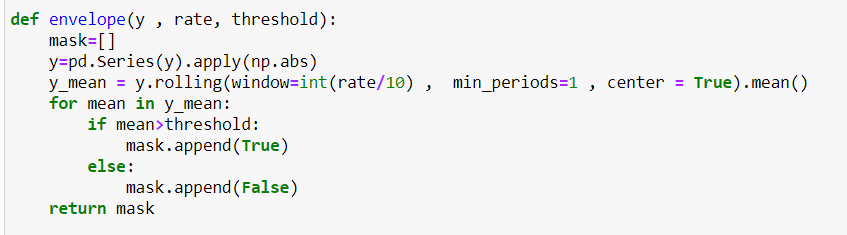 def envelope(y , rate, threshold):
    mask=[]
    y=pd.Series(y).apply(np.abs)
    y_mean = y.rolling(window=int(rate/10) ,  min_periods=1 , center = True).mean()
    for mean in y_mean:
        if mean>threshold:
            mask.append(True)
        else:
            mask.append(False)
    return mask